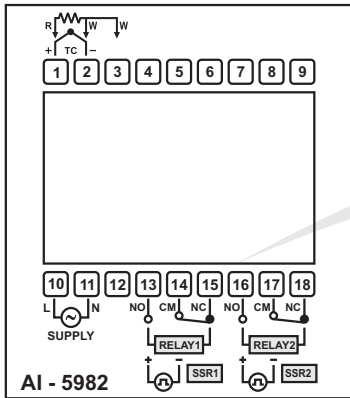 R W W
+ TC −
1 2 3 4 5 6 7 8 9
10 11 12 13 14 15 16 17 18
L N NO CM NC NO CM NC
SUPPLY
RELAY1 RELAY2
+ − + −
SSR1 SSR2
AI - 5982